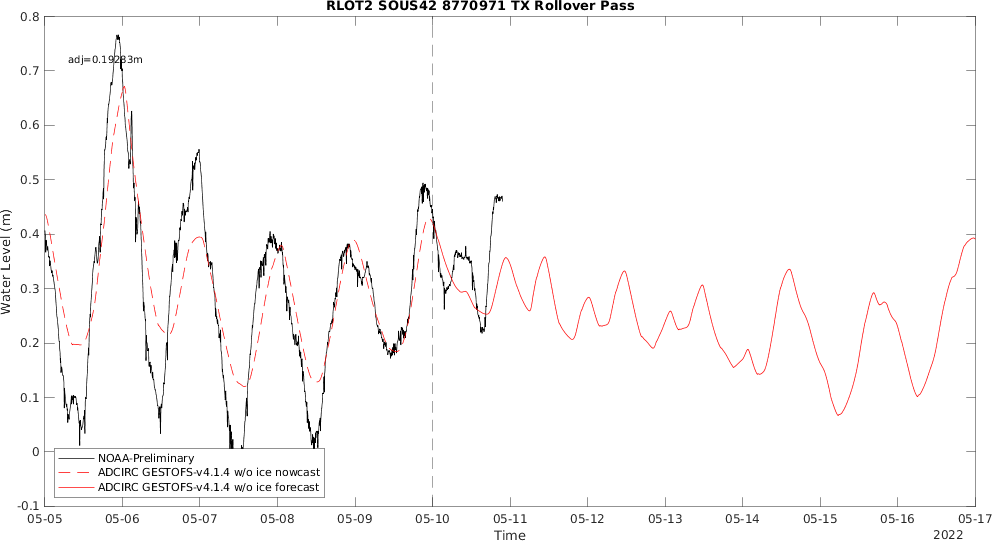 RLOT2 SOUS42 8770971 TX Rollover Pass
adj=0.19283m
Water Level (m)
0.8
0.7
0.6
0.5
0.4
0.3
0.2
0.1
0
-0.1
NOAA-Preliminary
ADCIRC GESTOFS-v4.1.4 w/o ice nowcast
ADCIRC GESTOFS-v4.1.4 w/o ice forecast
05-05 05-06 05-07 05-08 05-09 05-10 05-11 05-12 05-13 05-14 05-15 05-16 05-17
Time
2022